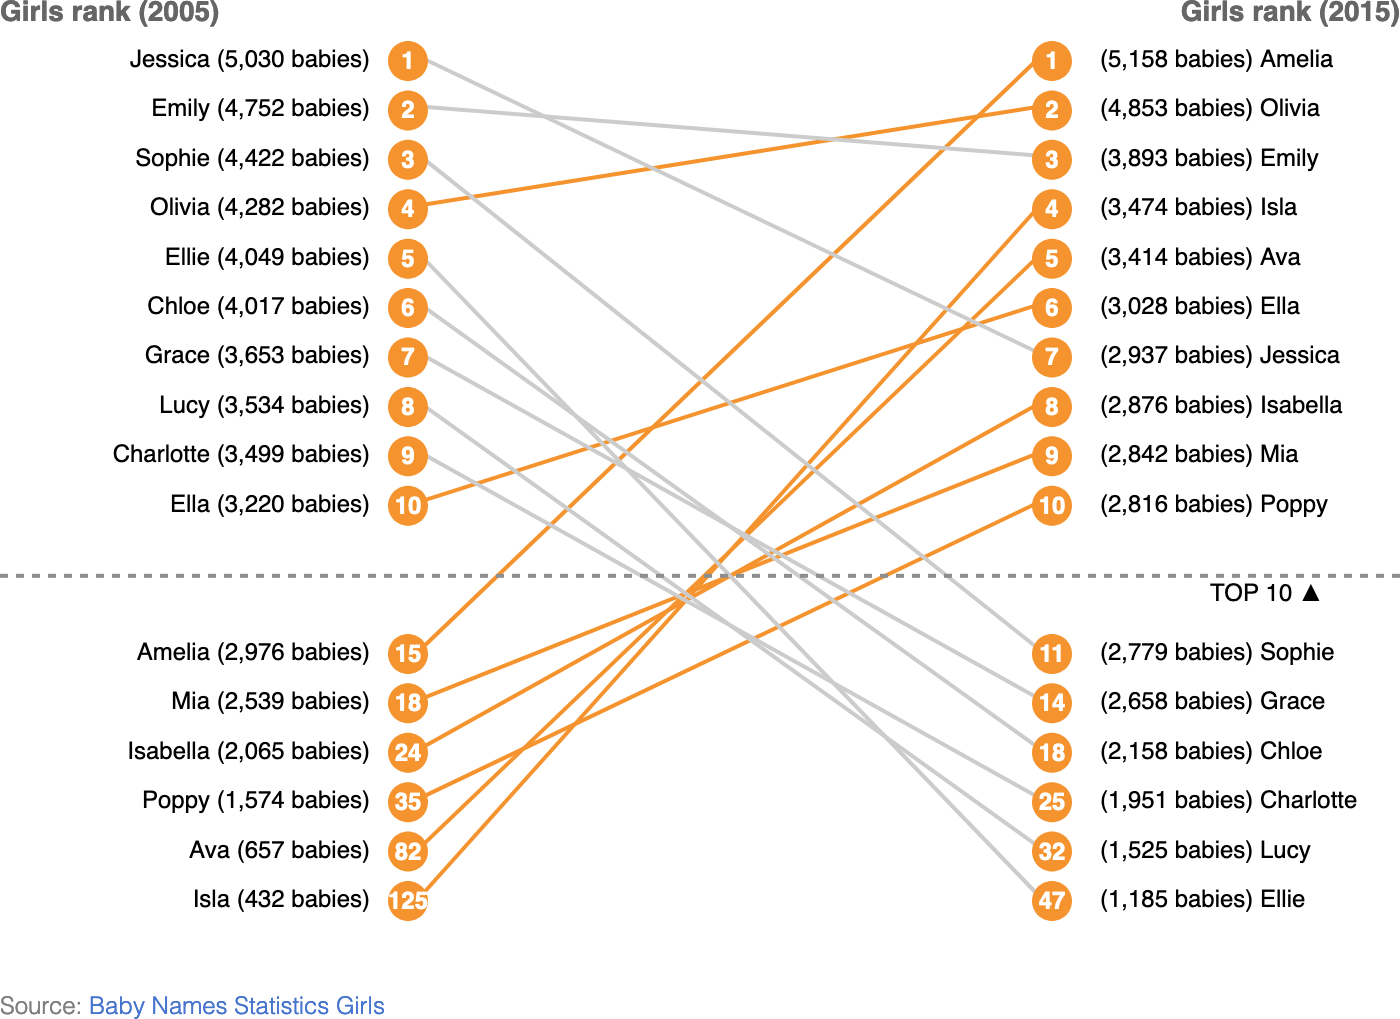 Girls rank (2005)
Girls rank (2015)
Jessica (5,030 babies) 1 1 (5,158 babies) Amelia
Emily (4,752 babies) 2 2 (4,853 babies) Olivia
Sophie (4,422 babies) 3 3 (3,893 babies) Emily
Olivia (4,282 babies) 4 4 (3,474 babies) Isla
Ellie (4,049 babies) 5 5 (3,414 babies) Ava
Chloe (4,017 babies) 6 6 (3,028 babies) Ella
Grace (3,653 babies) 7 7 (2,937 babies) Jessica
Lucy (3,534 babies) 8 8 (2,876 babies) Isabella
Charlotte (3,499 babies) 9 9 (2,842 babies) Mia
Ella (3,220 babies) 10 10 (2,816 babies) Poppy
TOP 10 ▲
Amelia (2,976 babies) 15 11 (2,779 babies) Sophie
Mia (2,539 babies) 18 14 (2,658 babies) Grace
Isabella (2,065 babies) 24 18 (2,158 babies) Chloe
Poppy (1,574 babies) 35 25 (1,951 babies) Charlotte
Ava (657 babies) 82 32 (1,525 babies) Lucy
Isla (432 babies) 125 47 (1,185 babies) Ellie
Source: Baby Names Statistics Girls